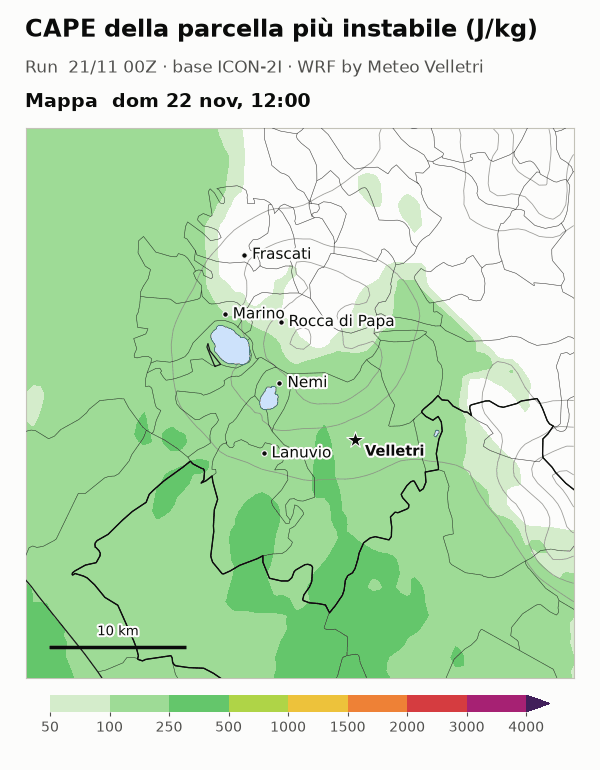 CAPE della parcella più instabile (J/kg)
Run  21/11 00Z · base ICON-2I · WRF by Meteo Velletri
Mappa  dom 22 nov, 12:00
Frascati
Marino
Rocca di Papa
Nemi
Velletri
Lanuvio
10 km
50 100 250 500 1000 1500 2000 3000 4000